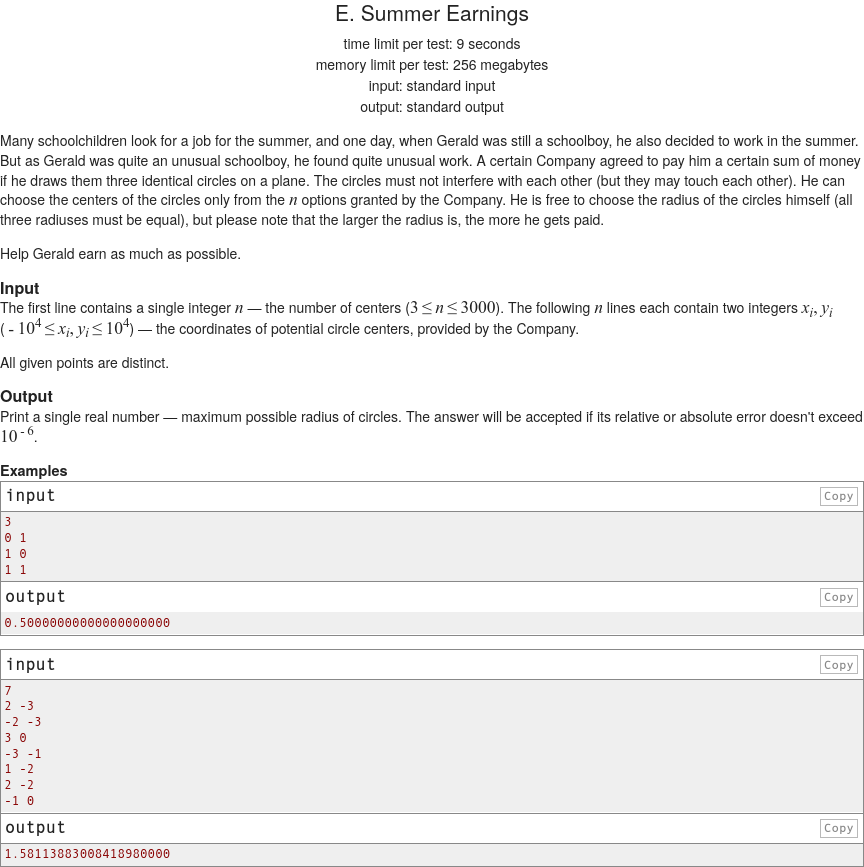 E. Summer Earnings
time limit per test: 9 seconds
memory limit per test: 256 megabytes
input: standard input
output: standard output
Many schoolchildren look for a job for the summer, and one day, when Gerald was still a schoolboy, he also decided to work in the summer.
But as Gerald was quite an unusual schoolboy, he found quite unusual work. A certain Company agreed to pay him a certain sum of money
if he draws them three identical circles on a plane. The circles must not interfere with each other (but they may touch each other). He can
choose the centers of the circles only from the n options granted by the Company. He is free to choose the radius of the circles himself (all
three radiuses must be equal), but please note that the larger the radius is, the more he gets paid.
Help Gerald earn as much as possible.
Input
The first line contains a single integer n — the number of centers (3 ≤ n ≤ 3000). The following n lines each contain two integers xᵢ, yᵢ
( - 10⁴ ≤ xᵢ, yᵢ ≤ 10⁴) — the coordinates of potential circle centers, provided by the Company.
All given points are distinct.
Output
Print a single real number — maximum possible radius of circles. The answer will be accepted if its relative or absolute error doesn't exceed
10⁻⁶.
Examples
input Copy
3
0 1
1 0
1 1
output Copy
0.50000000000000000000
input Copy
7
2 -3
-2 -3
3 0
-3 -1
1 -2
2 -2
-1 0
output Copy
1.58113883008418980000